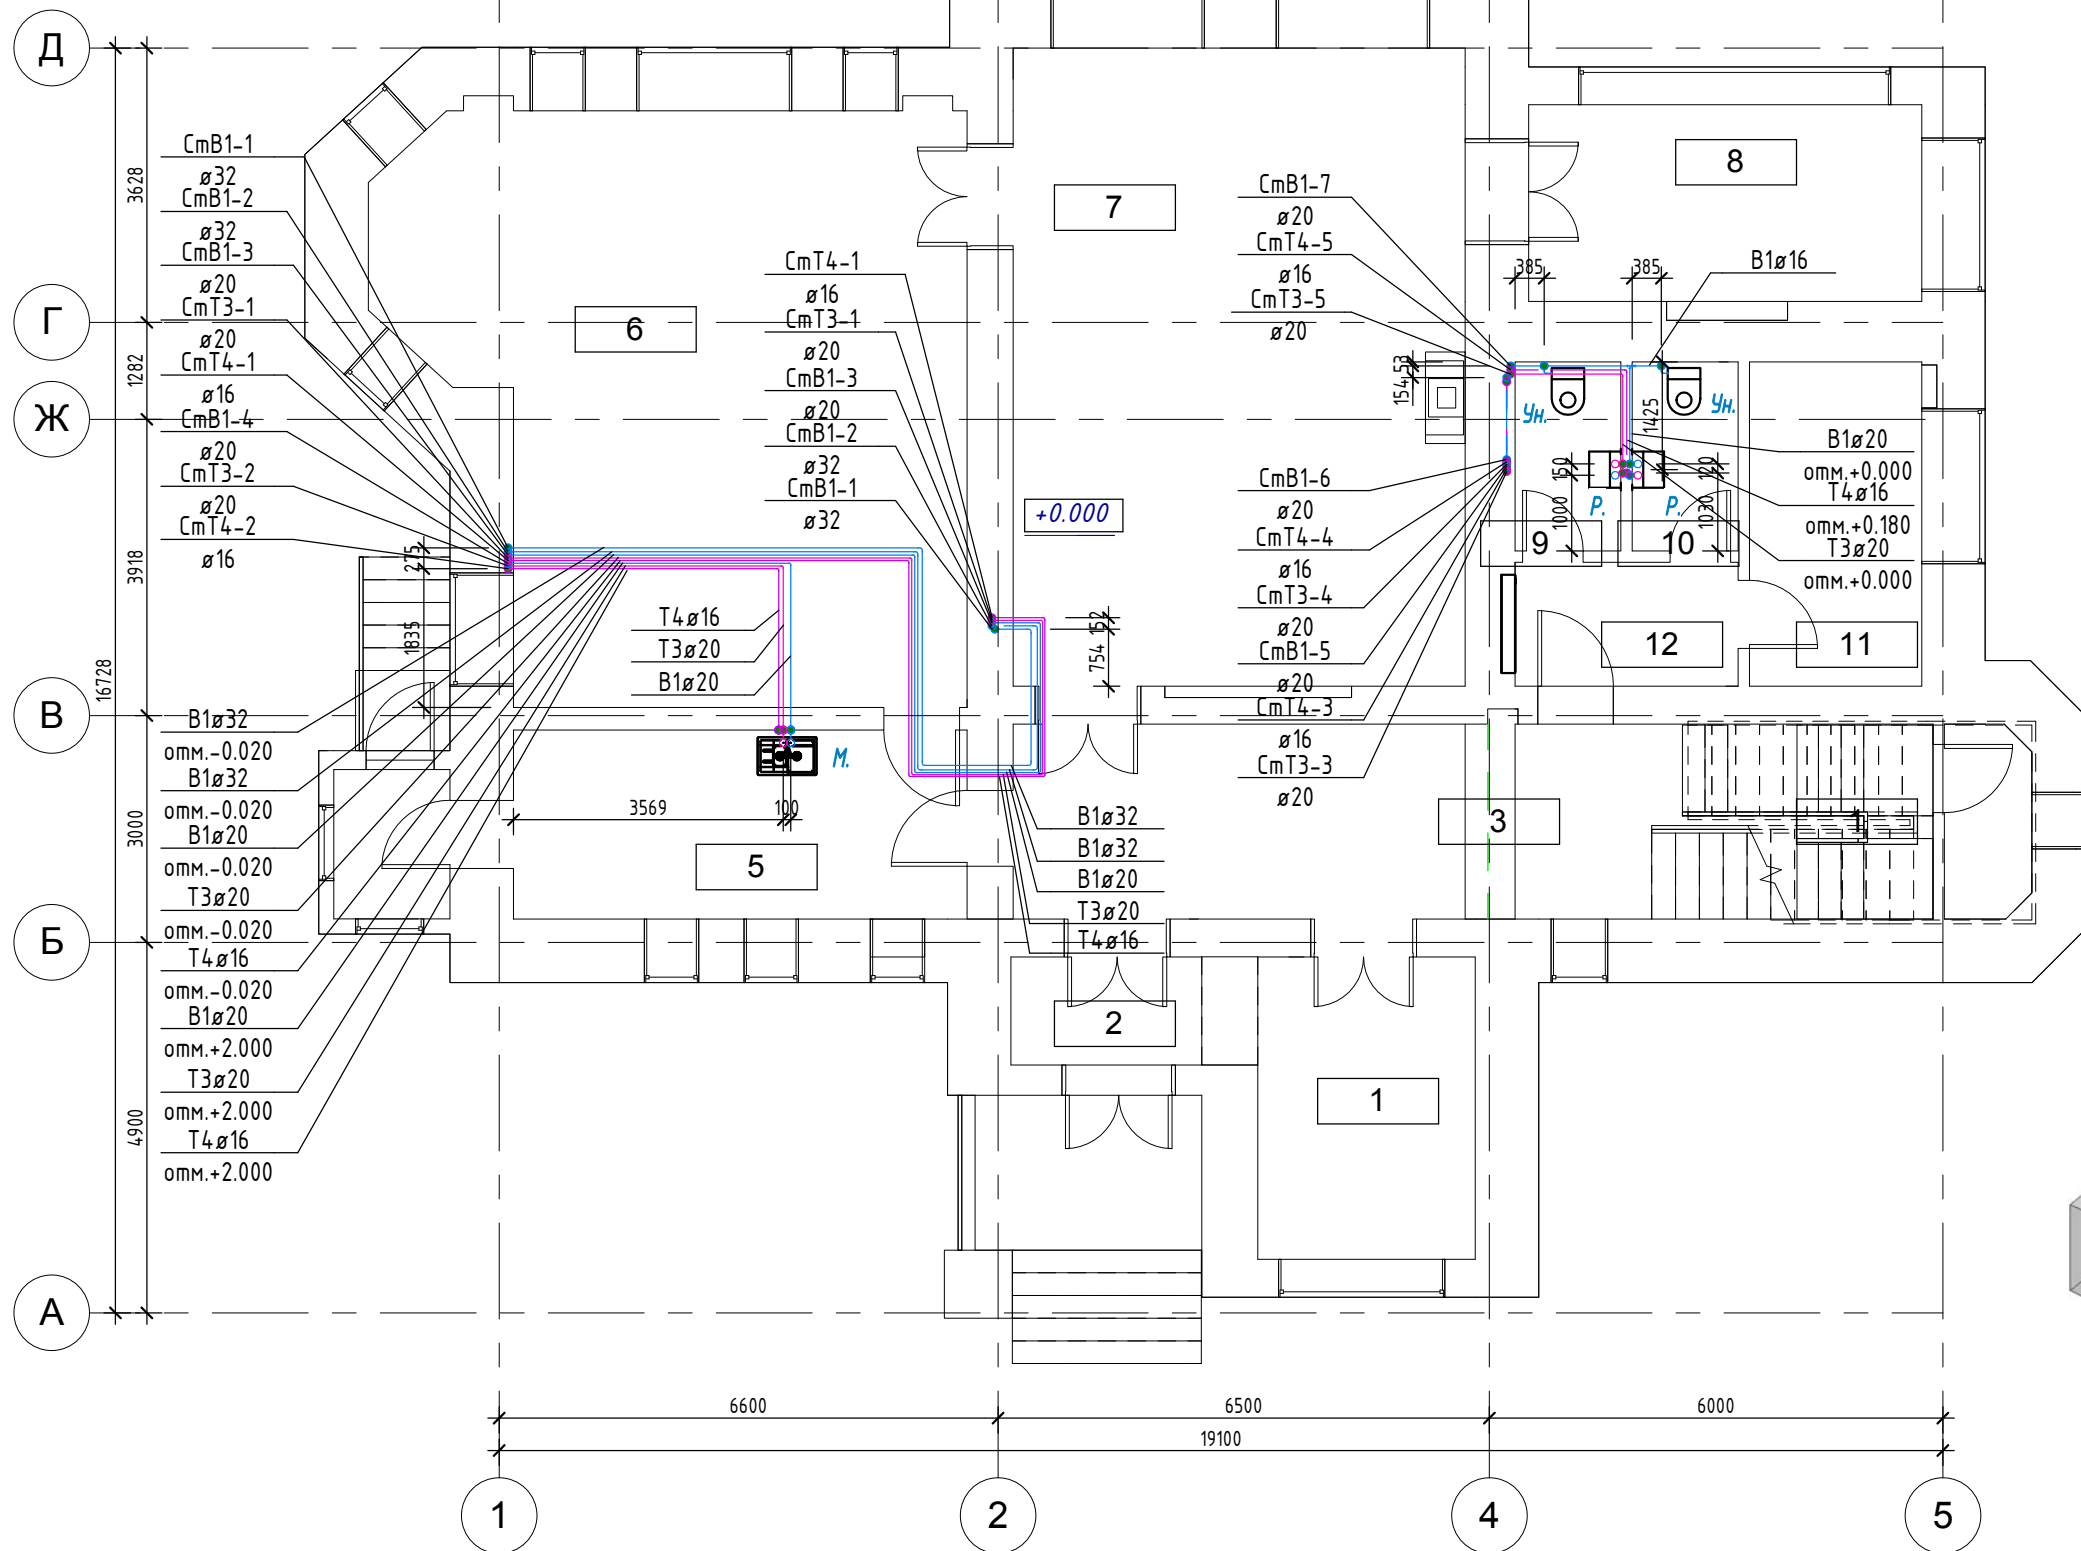 Д
Г
Ж
В
Б
А
3628
1282
3918
3000
4900
16728
СтВ1-1
ø32
СтВ1-2
ø32
СтВ1-3
ø20
СтТ3-1
ø20
СтТ4-1
ø16
СтВ1-4
ø20
СтТ3-2
ø20
СтТ4-2
ø16
275
1835
В1ø32
отм.-0.020
В1ø32
отм.-0.020
В1ø20
отм.-0.020
Т3ø20
отм.-0.020
Т4ø16
отм.-0.020
В1ø20
отм.+2.000
Т3ø20
отм.+2.000
Т4ø16
отм.+2.000
6
СтТ4-1
ø16
СтТ3-1
ø20
СтВ1-3
ø20
СтВ1-2
ø32
СтВ1-1
ø32
Т4ø16
Т3ø20
В1ø20
М.
3569
100
5
7
+0.000
152
754
В1ø32
В1ø32
В1ø20
Т3ø20
Т4ø16
СтВ1-7
ø20
СтТ4-5
ø16
СтТ3-5
ø20
53
154
СтВ1-6
ø20
СтТ4-4
ø16
СтТ3-4
ø20
СтВ1-5
ø20
СтТ4-3
ø16
СтТ3-3
ø20
8
385
385
В1ø16
Ун.
Ун.
1425
150
120
1000
1030
Р.
Р.
В1ø20
отм.+0.000
Т4ø16
отм.+0.180
Т3ø20
отм.+0.000
9
10
12
11
3
1
2
1
6600
6500
6000
19100
1
2
4
5